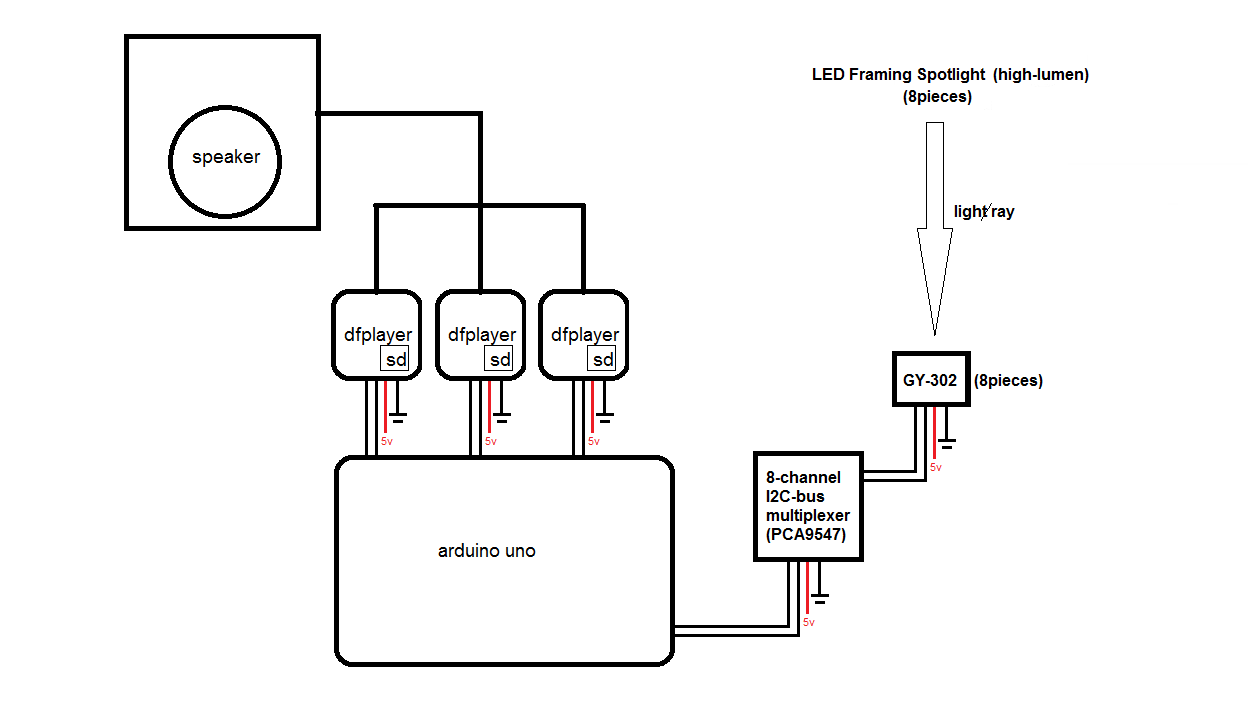 LED Framing Spotlight (high-lumen)
(8pieces)
speaker
light ray
dfplayer
sd
dfplayer
sd
dfplayer
sd
GY-302
(8pieces)
5v
5v
5v
5v
8-channel
I2C-bus
multiplexer
(PCA9547)
arduino uno
5v